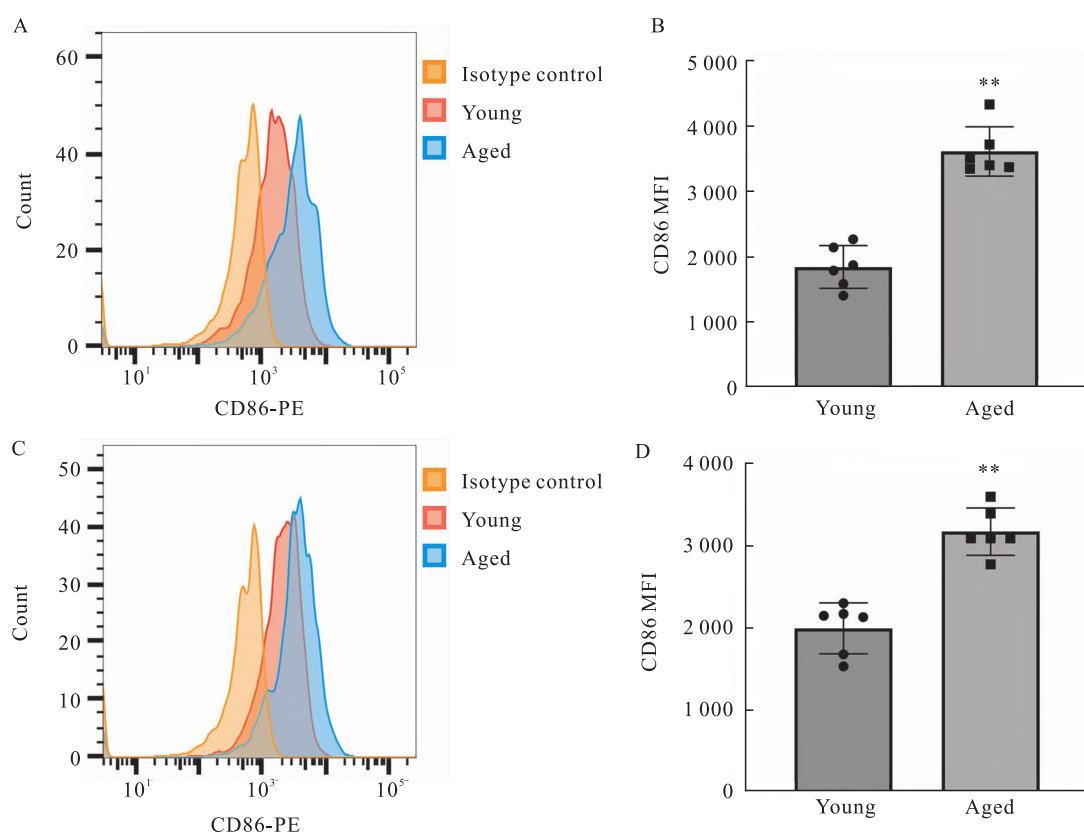 A
60
40
20
0
Count
10¹
10³
10⁵
CD86-PE
Isotype control
Young
Aged
B
5 000
4 000
3 000
2 000
1 000
0
CD86 MFI
**
Young
Aged
C
50
40
30
20
10
0
Count
10¹
10³
10⁵
CD86-PE
Isotype control
Young
Aged
D
4 000
3 000
2 000
1 000
0
CD86 MFI
**
Young
Aged